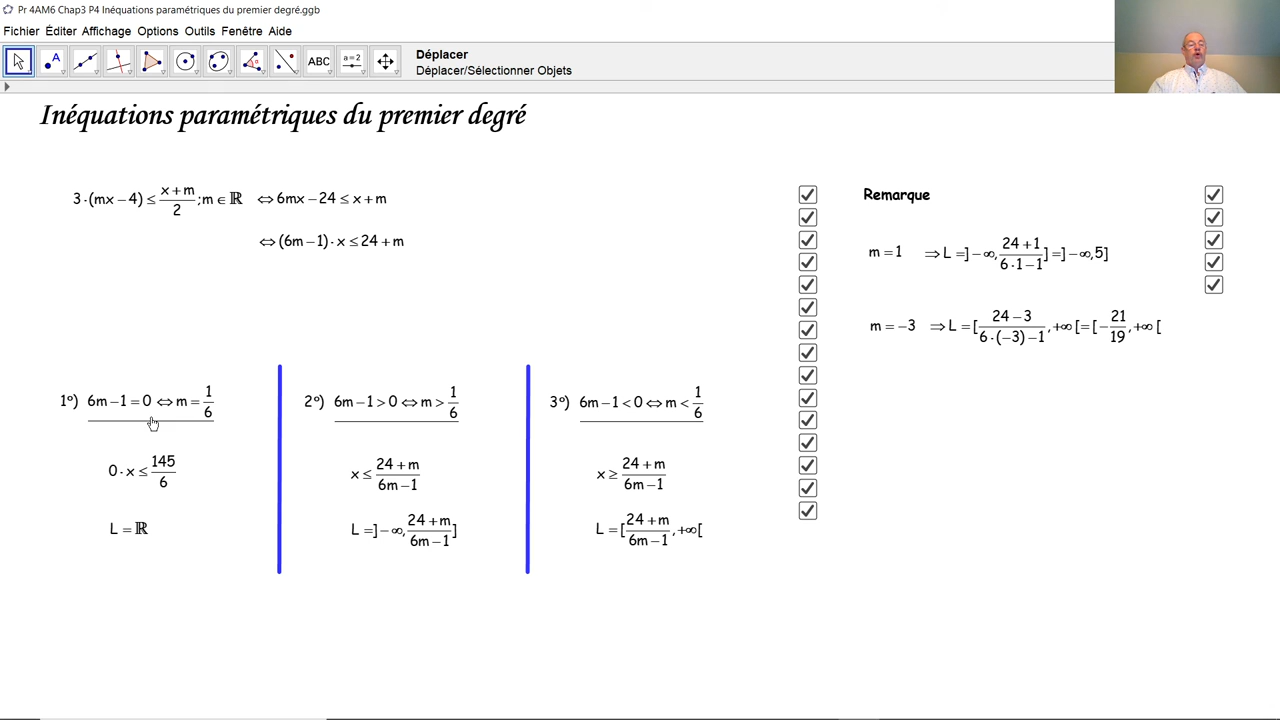 Pr 4AM6 Chap3 P4 Inéquations paramétriques du premier degré.ggb
Fichier Éditer Affichage Options Outils Fenêtre Aide
A
ABC
a=2
Déplacer
Déplacer/Sélectionner Objets
Inéquations paramétriques du premier degré
3·(mx−4) ≤ (x+m)/2 ; m ∈ ℝ ⇔ 6mx−24 ≤ x+m
⇔ (6m−1)·x ≤ 24+m
1°) 6m−1=0 ⇔ m = 1/6
0·x ≤ 145/6
L = ℝ
2°) 6m−1>0 ⇔ m > 1/6
x ≤ (24+m)/(6m−1)
L =]−∞, (24+m)/(6m−1)]
3°) 6m−1<0 ⇔ m < 1/6
x ≥ (24+m)/(6m−1)
L =[(24+m)/(6m−1), +∞[
Remarque
m = 1 ⇒ L =]−∞, (24+1)/(6·1−1)] =]−∞, 5]
m = −3 ⇒ L =[(24−3)/(6·(−3)−1), +∞[=[−21/19, +∞[